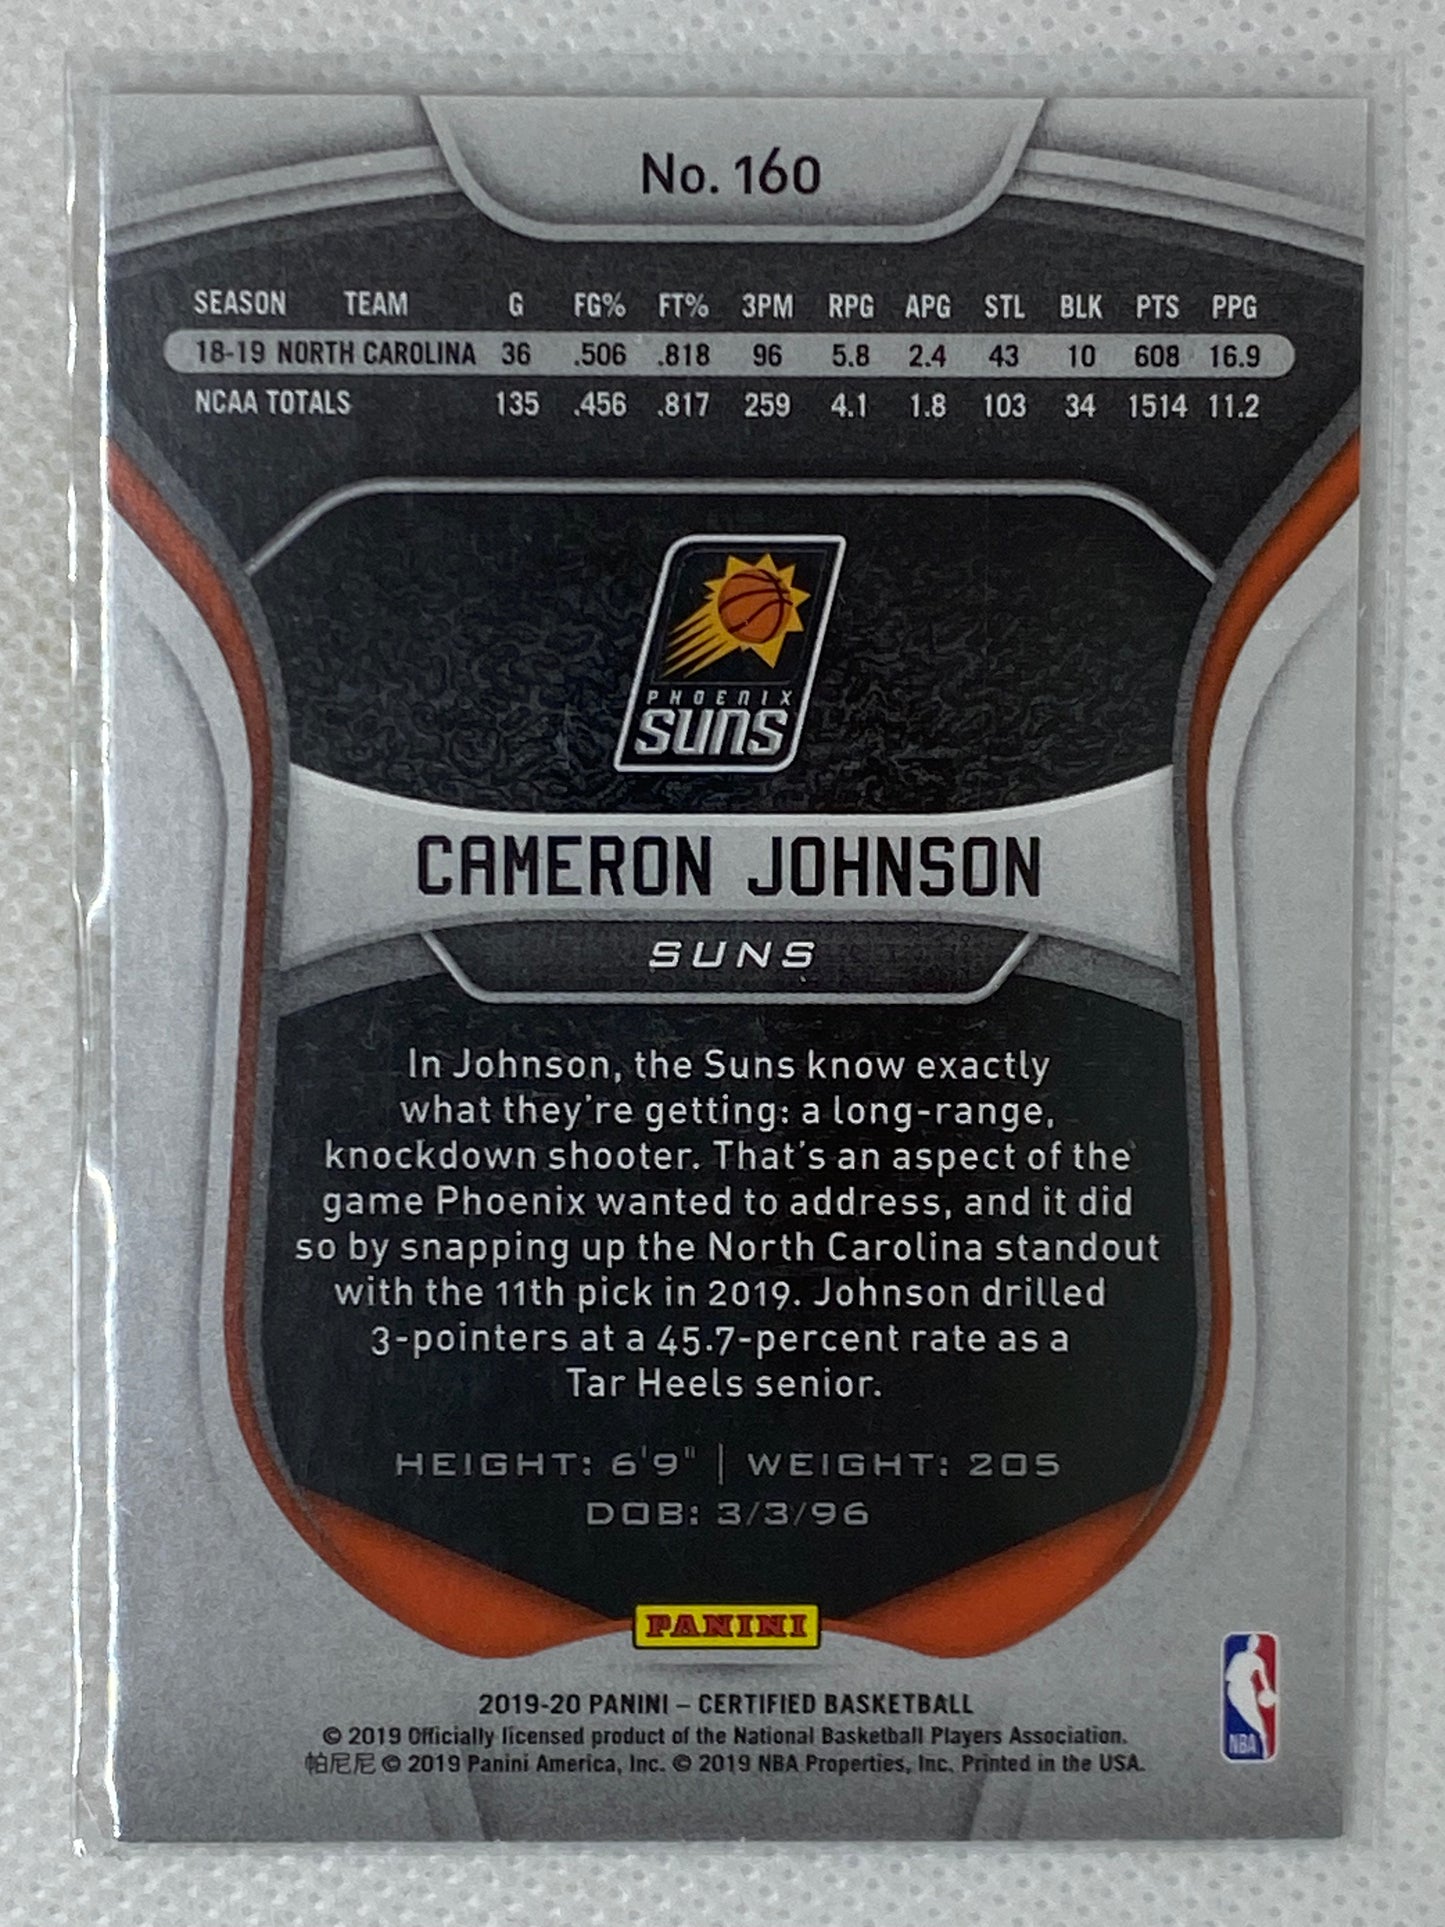 No. 160
SEASON TEAM G FG% FT% 3PM RPG APG STL BLK PTS PPG
18-19 NORTH CAROLINA 36 .506 .818 96 5.8 2.4 43 10 608 16.9
NCAA TOTALS 135 .456 .817 259 4.1 1.8 103 34 1514 11.2
PHOENIX
SUNS
CAMERON JOHNSON
SUNS
In Johnson, the Suns know exactly
what they're getting: a long-range,
knockdown shooter. That's an aspect of the
game Phoenix wanted to address, and it did
so by snapping up the North Carolina standout
with the 11th pick in 2019. Johnson drilled
3-pointers at a 45.7-percent rate as a
Tar Heels senior.
HEIGHT: 6'9" | WEIGHT: 205
DOB: 3/3/96
PANINI
2019-20 PANINI – CERTIFIED BASKETBALL
© 2019 Officially licensed product of the National Basketball Players Association.
帕尼尼 © 2019 Panini America, Inc. © 2019 NBA Properties, Inc. Printed in the USA.
NBA